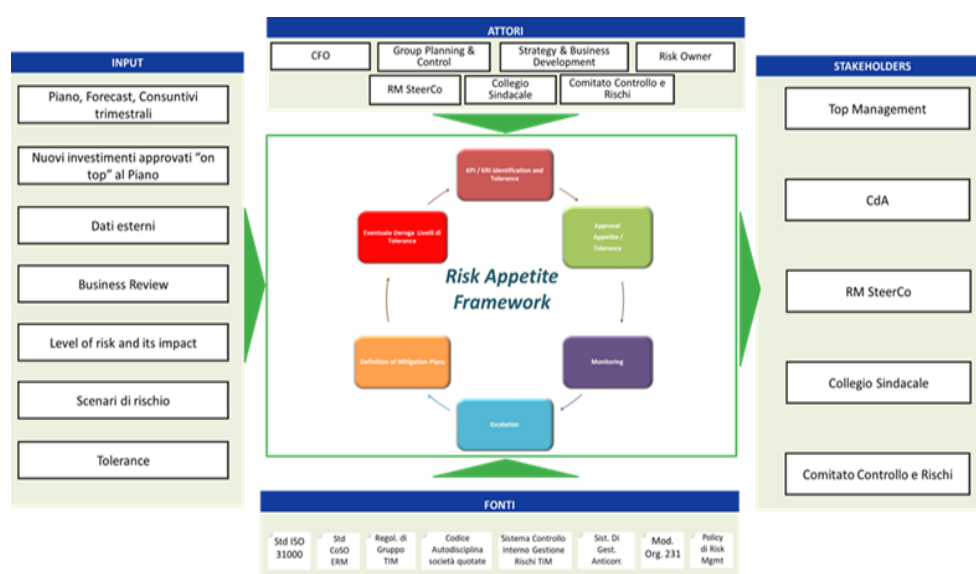 ATTORI
CFO
Group Planning &
Control
Strategy & Business
Development
Risk Owner
RM SteerCo
Collegio
Sindacale
Comitato Controllo e
Rischi
INPUT
Piano, Forecast, Consuntivi
trimestrali
Nuovi investimenti approvati “on
top” al Piano
Dati esterni
Business Review
Level of risk and its impact
Scenari di rischio
Tolerance
KPI / KRI Identification and
Tolerance
Approval
Appetite /
Tolerance
Monitoring
Escalation
Definition of Mitigation Plans
Eventuale Deroga Livelli di
Tolerance
Risk Appetite
Framework
STAKEHOLDERS
Top Management
CdA
RM SteerCo
Collegio Sindacale
Comitato Controllo e Rischi
FONTI
Std ISO
31000
Std
CoSO
ERM
Regol. di
Gruppo
TIM
Codice
Autodisciplina
società quotate
Sistema Controllo
Interno Gestione
Rischi TIM
Sist. Di
Gest.
Anticorr.
Mod.
Org. 231
Policy
di Risk
Mgmt